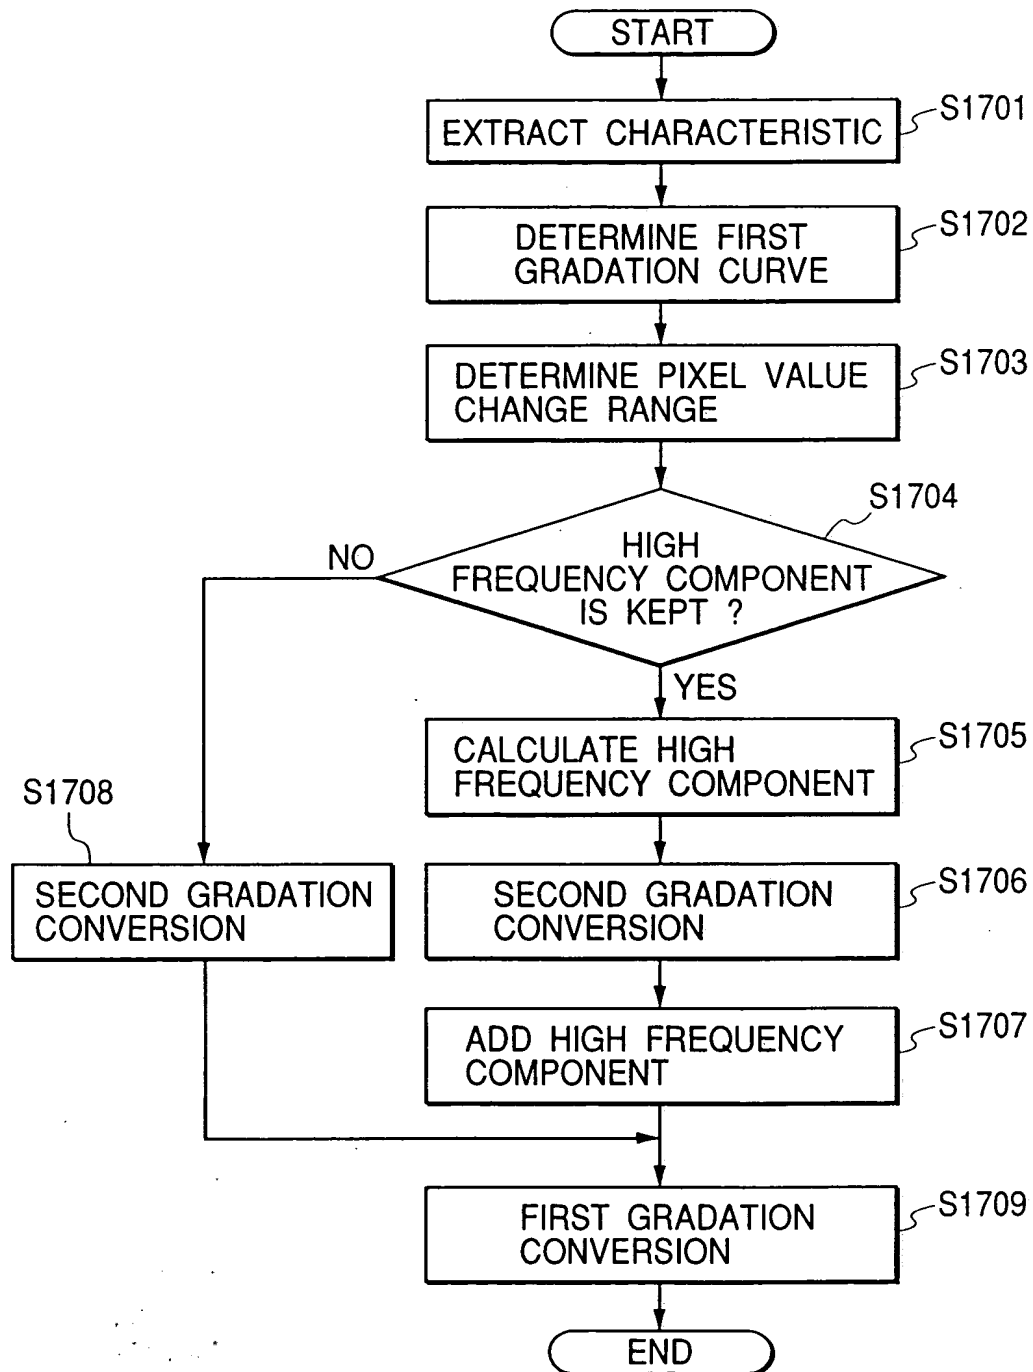 START
S1701
EXTRACT CHARACTERISTIC
S1702
DETERMINE FIRST
GRADATION CURVE
S1703
DETERMINE PIXEL VALUE
CHANGE RANGE
S1704
HIGH
FREQUENCY COMPONENT
IS KEPT ?
NO
YES
S1705
CALCULATE HIGH
FREQUENCY COMPONENT
S1708
SECOND GRADATION
CONVERSION
S1706
SECOND GRADATION
CONVERSION
S1707
ADD HIGH FREQUENCY
COMPONENT
S1709
FIRST GRADATION
CONVERSION
END